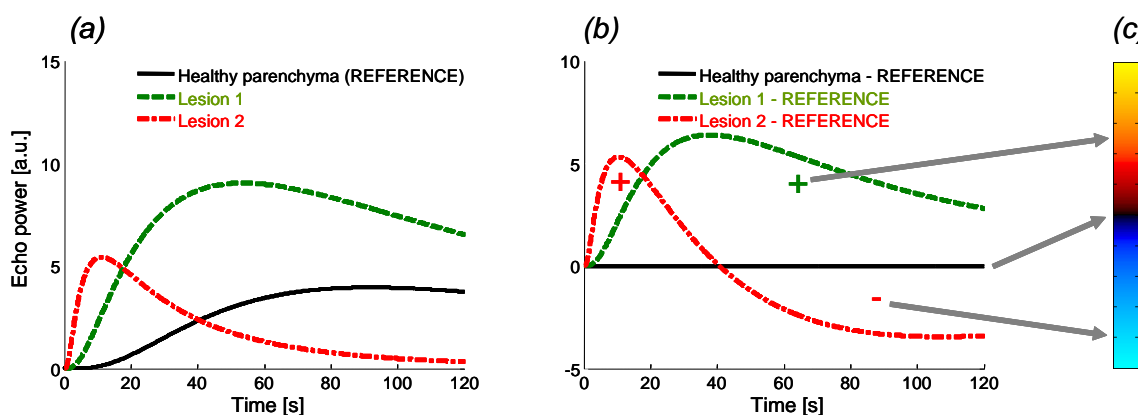 (a)
15
10
5
0
0 20 40 60 80 100 120
Echo power [a.u.]
Time [s]
Healthy parenchyma (REFERENCE)
Lesion 1
Lesion 2
(b)
10
5
0
-5
0 20 40 60 80 100 120
Time [s]
Healthy parenchyma - REFERENCE
Lesion 1 - REFERENCE
Lesion 2 - REFERENCE
+
+
-
(c)